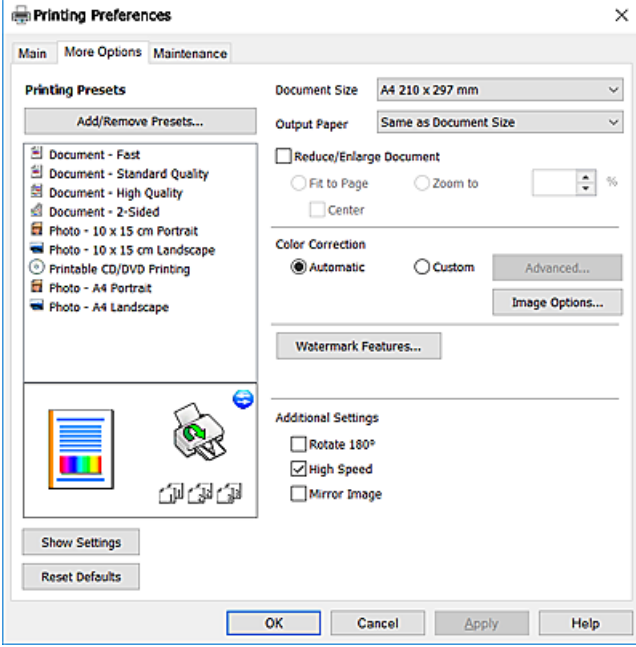 Printing Preferences
Main
More Options
Maintenance
Printing Presets
Add/Remove Presets...
Document - Fast
Document - Standard Quality
Document - High Quality
Document - 2-Sided
Photo - 10 x 15 cm Portrait
Photo - 10 x 15 cm Landscape
Printable CD/DVD Printing
Photo - A4 Portrait
Photo - A4 Landscape
Show Settings
Reset Defaults
Document Size
A4 210 x 297 mm
Output Paper
Same as Document Size
Reduce/Enlarge Document
Fit to Page
Zoom to
%
Center
Color Correction
Automatic
Custom
Advanced...
Image Options...
Watermark Features...
Additional Settings
Rotate 180°
High Speed
Mirror Image
OK
Cancel
Apply
Help